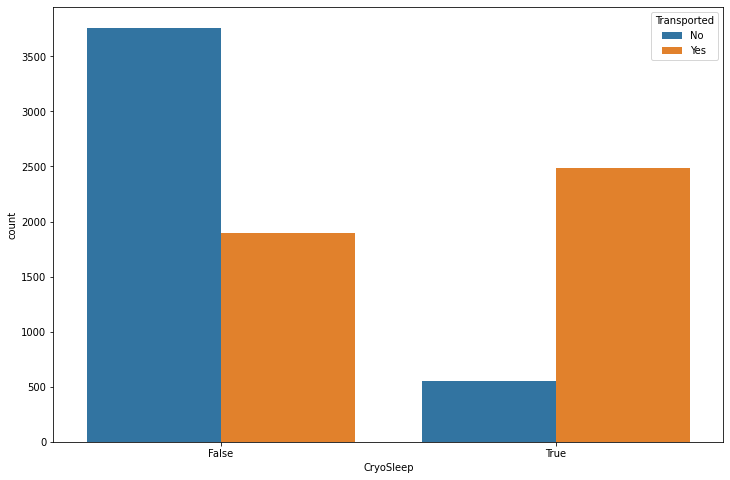 Transported
No
Yes
3500
3000
2500
2000
1500
1000
500
0
count
False
True
CryoSleep